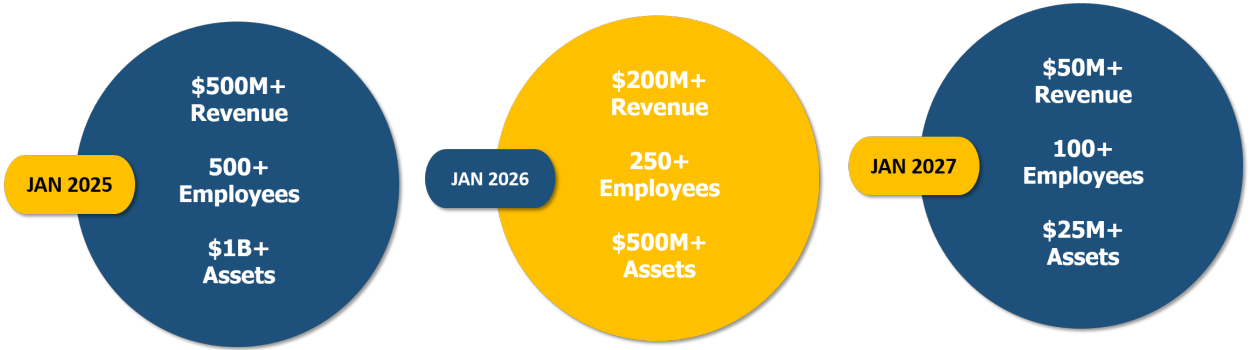 JAN 2025
$500M+
Revenue
500+
Employees
$1B+
Assets
JAN 2026
$200M+
Revenue
250+
Employees
$500M+
Assets
JAN 2027
$50M+
Revenue
100+
Employees
$25M+
Assets